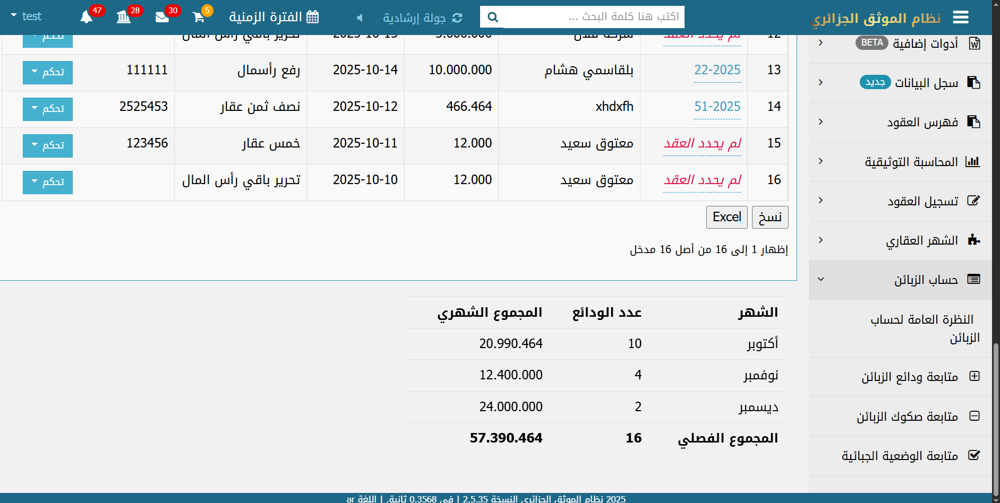 نظام الموثق الجزائري
اكتب هنا كلمة البحث ...
جولة إرشادية
الفترة الزمنية
5
30
28
47
test
أدوات إضافية BETA
سجل البيانات جديد
فهرس العقود
المحاسبة التوثيقية
تسجيل العقود
الشهر العقاري
حساب الزبائن
النظرة العامة لحساب
الزبائن
متابعة ودائع الزبائن
متابعة صكوك الزبائن
متابعة الوضعية الجبائية
12 لم يحدد العقد شركة فلان 2025-10-15 تحرير باقي رأس المال تحكم
13 22-2025 بلقاسمي هشام 10.000.000 2025-10-14 رفع رأسمال 111111 تحكم
14 51-2025 xhdxfh 466.464 2025-10-12 نصف ثمن عقار 2525453 تحكم
15 لم يحدد العقد معتوق سعيد 12.000 2025-10-11 خمس عقار 123456 تحكم
16 لم يحدد العقد معتوق سعيد 12.000 2025-10-10 تحرير باقي رأس المال تحكم
نسخ Excel
إظهار 1 إلى 16 من أصل 16 مدخل
الشهر عدد الودائع المجموع الشهري
أكتوبر 10 20.990.464
نوفمبر 4 12.400.000
ديسمبر 2 24.000.000
المجموع الفصلي 16 57.390.464
2025 نظام الموثق الجزائري النسخة 2.5.35 | في 0.3568 ثانية. | اللغة ar